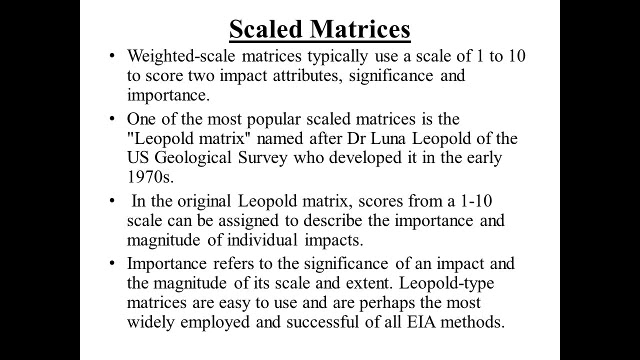 Scaled Matrices
• Weighted-scale matrices typically use a scale of 1 to 10
to score two impact attributes, significance and
importance.
• One of the most popular scaled matrices is the
"Leopold matrix" named after Dr Luna Leopold of the
US Geological Survey who developed it in the early
1970s.
• In the original Leopold matrix, scores from a 1-10
scale can be assigned to describe the importance and
magnitude of individual impacts.
• Importance refers to the significance of an impact and
the magnitude of its scale and extent. Leopold-type
matrices are easy to use and are perhaps the most
widely employed and successful of all EIA methods.